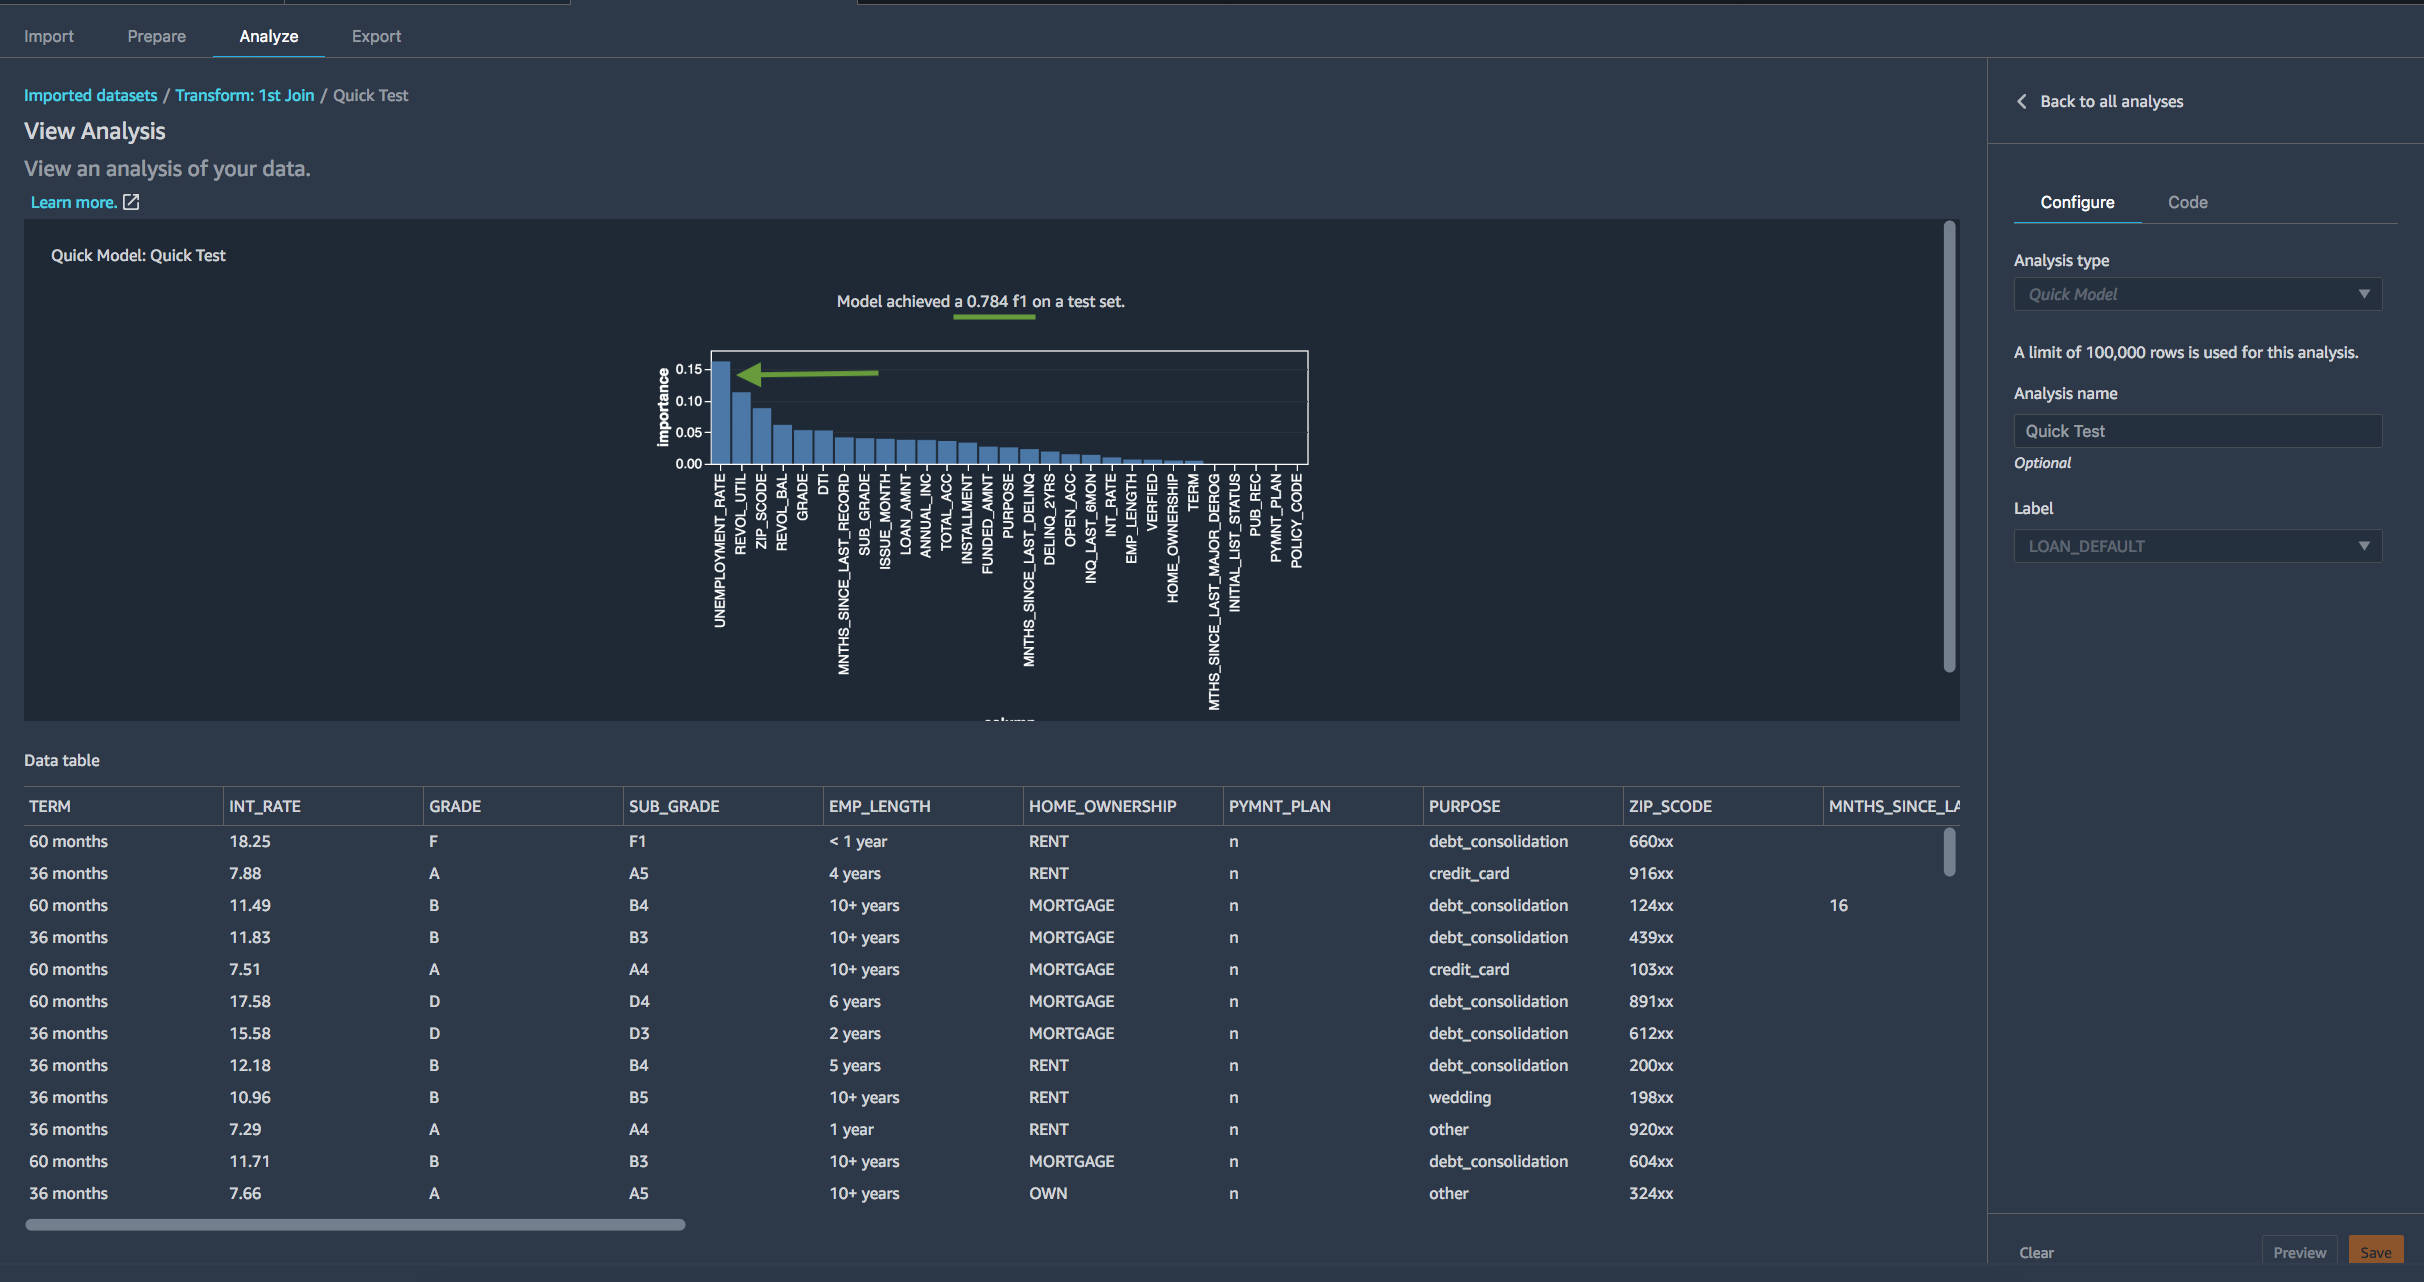 Import Prepare Analyze Export
Imported datasets / Transform: 1st Join / Quick Test
View Analysis
View an analysis of your data.
Learn more.
Quick Model: Quick Test
Model achieved a 0.784 f1 on a test set.
importance
0.15
0.10
0.05
0.00
UNEMPLOYMENT_RATE
REVOL_UTIL
ZIP_SCODE
REVOL_BAL
GRADE
DTI
MNTHS_SINCE_LAST_RECORD
SUB_GRADE
ISSUE_MONTH
LOAN_AMNT
ANNUAL_INC
TOTAL_ACC
INSTALLMENT
FUNDED_AMNT
PURPOSE
MNTHS_SINCE_LAST_DELINQ
DELINQ_2YRS
OPEN_ACC
INQ_LAST_6MON
INT_RATE
EMP_LENGTH
VERIFIED
HOME_OWNERSHIP
TERM
MTHS_SINCE_LAST_MAJOR_DEROG
INITIAL_LIST_STATUS
PUB_REC
PYMNT_PLAN
POLICY_CODE
Data table
TERM INT_RATE GRADE SUB_GRADE EMP_LENGTH HOME_OWNERSHIP PYMNT_PLAN PURPOSE ZIP_SCODE MNTHS_SINCE_LA
60 months 18.25 F F1 < 1 year RENT n debt_consolidation 660xx
36 months 7.88 A A5 4 years RENT n credit_card 916xx
60 months 11.49 B B4 10+ years MORTGAGE n debt_consolidation 124xx 16
36 months 11.83 B B3 10+ years MORTGAGE n debt_consolidation 439xx
60 months 7.51 A A4 10+ years MORTGAGE n credit_card 103xx
60 months 17.58 D D4 6 years MORTGAGE n debt_consolidation 891xx
36 months 15.58 D D3 2 years MORTGAGE n debt_consolidation 612xx
36 months 12.18 B B4 5 years RENT n debt_consolidation 200xx
36 months 10.96 B B5 10+ years RENT n wedding 198xx
36 months 7.29 A A4 1 year RENT n other 920xx
60 months 11.71 B B3 10+ years MORTGAGE n debt_consolidation 604xx
36 months 7.66 A A5 10+ years OWN n other 324xx
Back to all analyses
Configure Code
Analysis type
Quick Model
A limit of 100,000 rows is used for this analysis.
Analysis name
Quick Test
Optional
Label
LOAN_DEFAULT
Clear Preview Save